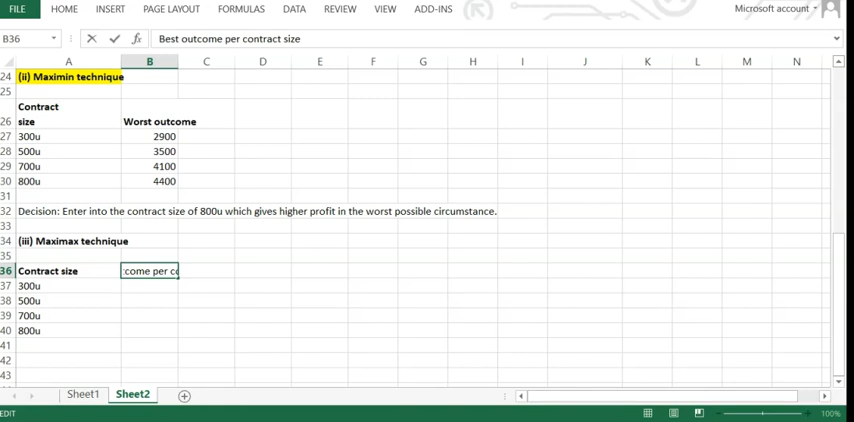 FILE HOME INSERT PAGE LAYOUT FORMULAS DATA REVIEW VIEW ADD-INS Microsoft account
B36 fx Best outcome per contract size
A B C D E F G H I J K L M N
24 (ii) Maximin technique
25
Contract
26 size Worst outcome
27 300u 2900
28 500u 3500
29 700u 4100
30 800u 4400
31
32 Decision: Enter into the contract size of 800u which gives higher profit in the worst possible circumstance.
33
34 (iii) Maximax technique
35
36 Contract size come per co
37 300u
38 500u
39 700u
40 800u
41
42
43
Sheet1 Sheet2
EDIT 100%